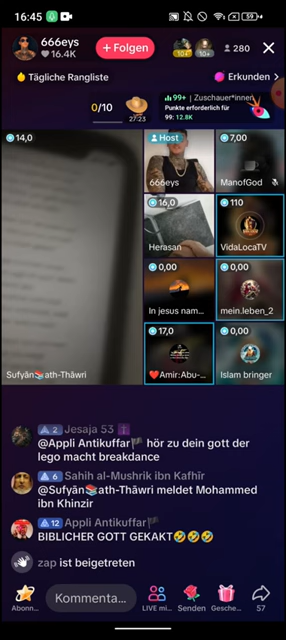 16:45
59
666eys
16.4K
+ Folgen
10+
10+
280
Tägliche Rangliste
Erkunden >
0/10
27:23
99+ | Zuschauer*innen
Punkte erforderlich für
99: 12.8K
14,0
Host
7,00
666eys
ManofGod
16,0
110
Herasan
VidaLocaTV
0,00
0,00
In jesus nam...
mein.leben_2
17,0
0,00
Sufyān📚ath-Thāwri
❤️Amir:Abu-...
Islam bringer
2 Jesaja 53
@Appli Antikuffar🏴 hör zu dein gott der
lego macht breakdance
6 Sahih al-Mushrik ibn Kafhīr
@Sufyān📚ath-Thāwri meldet Mohammed
ibn Khinzir
12 Appli Antikuffar🏴
BIBLICHER GOTT GEKAKT🤣🤣🤣
zap ist beigetreten
Kommenta...
Abonn...
LIVE mi...
Senden
Gesche...
57